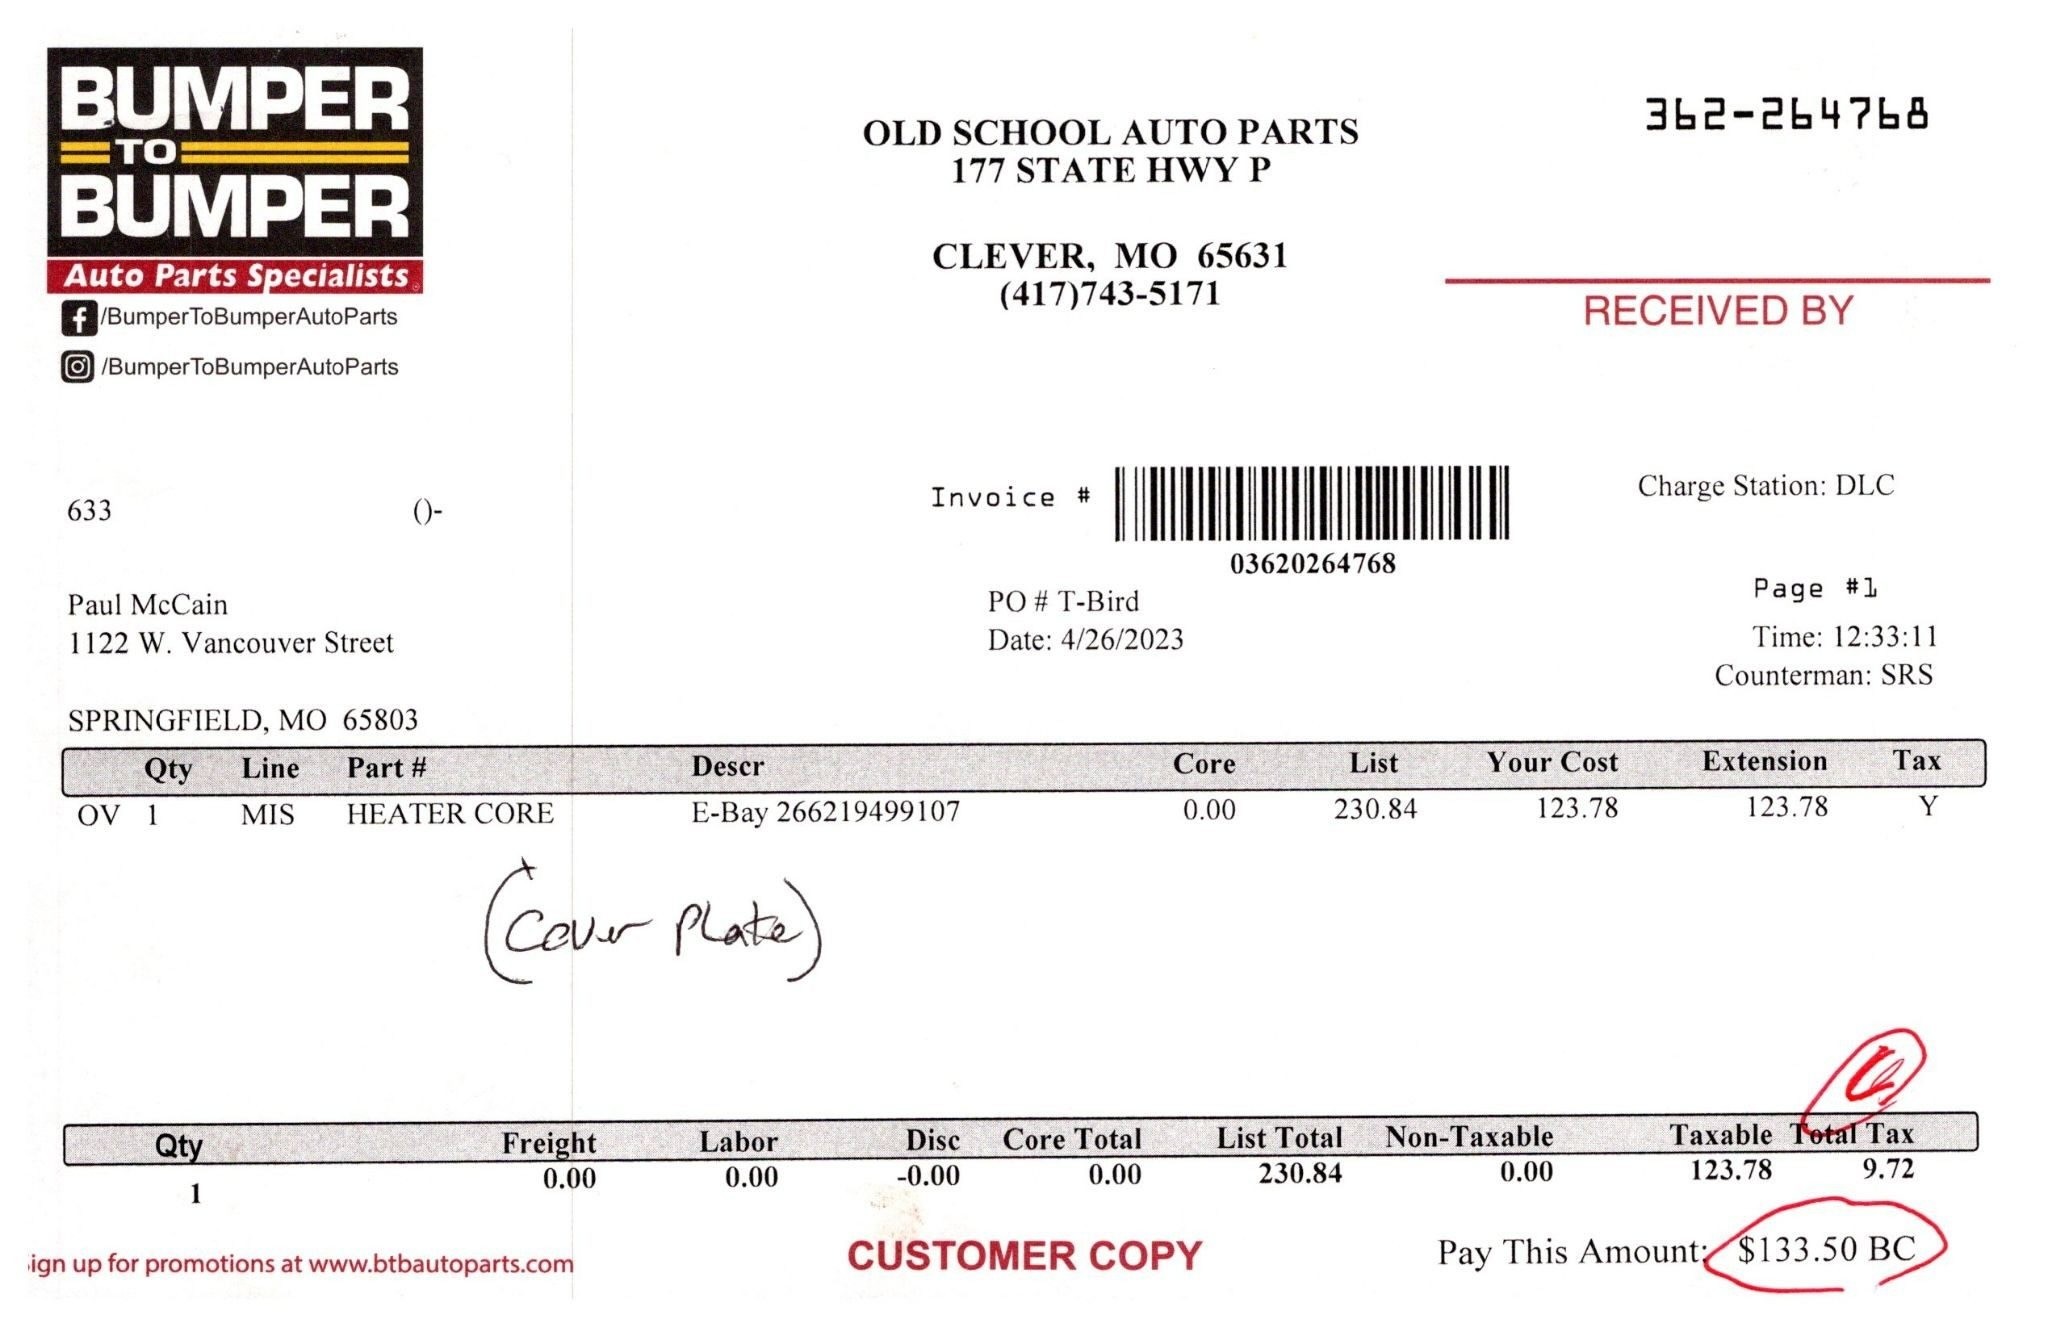 BUMPER
TO
BUMPER
Auto Parts Specialists
/BumperToBumperAutoParts
/BumperToBumperAutoParts
OLD SCHOOL AUTO PARTS
177 STATE HWY P
CLEVER, MO 65631
(417)743-5171
362-264768
RECEIVED BY
633 ()-
Invoice #
03620264768
Charge Station: DLC
Paul McCain
1122 W. Vancouver Street
SPRINGFIELD, MO 65803
PO # T-Bird
Date: 4/26/2023
Page #1
Time: 12:33:11
Counterman: SRS
Qty Line Part # Descr Core List Your Cost Extension Tax
OV 1 MIS HEATER CORE E-Bay 266219499107 0.00 230.84 123.78 123.78 Y
+
(Cover Plate)
Qty Freight Labor Disc Core Total List Total Non-Taxable Taxable Total Tax
1 0.00 0.00 -0.00 0.00 230.84 0.00 123.78 9.72
ign up for promotions at www.btbautoparts.com
CUSTOMER COPY
Pay This Amount: $133.50 BC